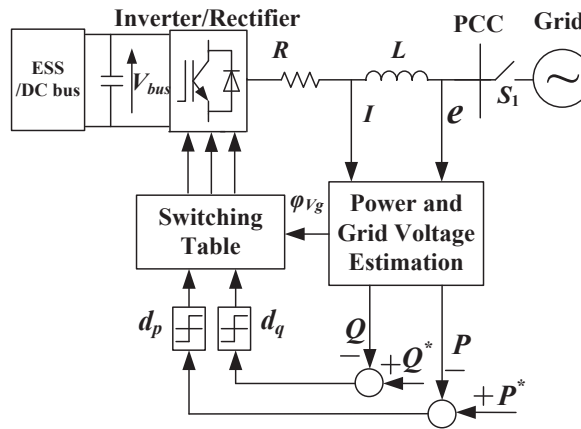 Inverter/Rectifier
PCC
Grid
R
L
ESS
/DC bus
V_bus
I
e
S_1
φ_Vg
Switching
Table
Power and
Grid Voltage
Estimation
d_p
d_q
Q
−
+Q^*
P
−
+P^*